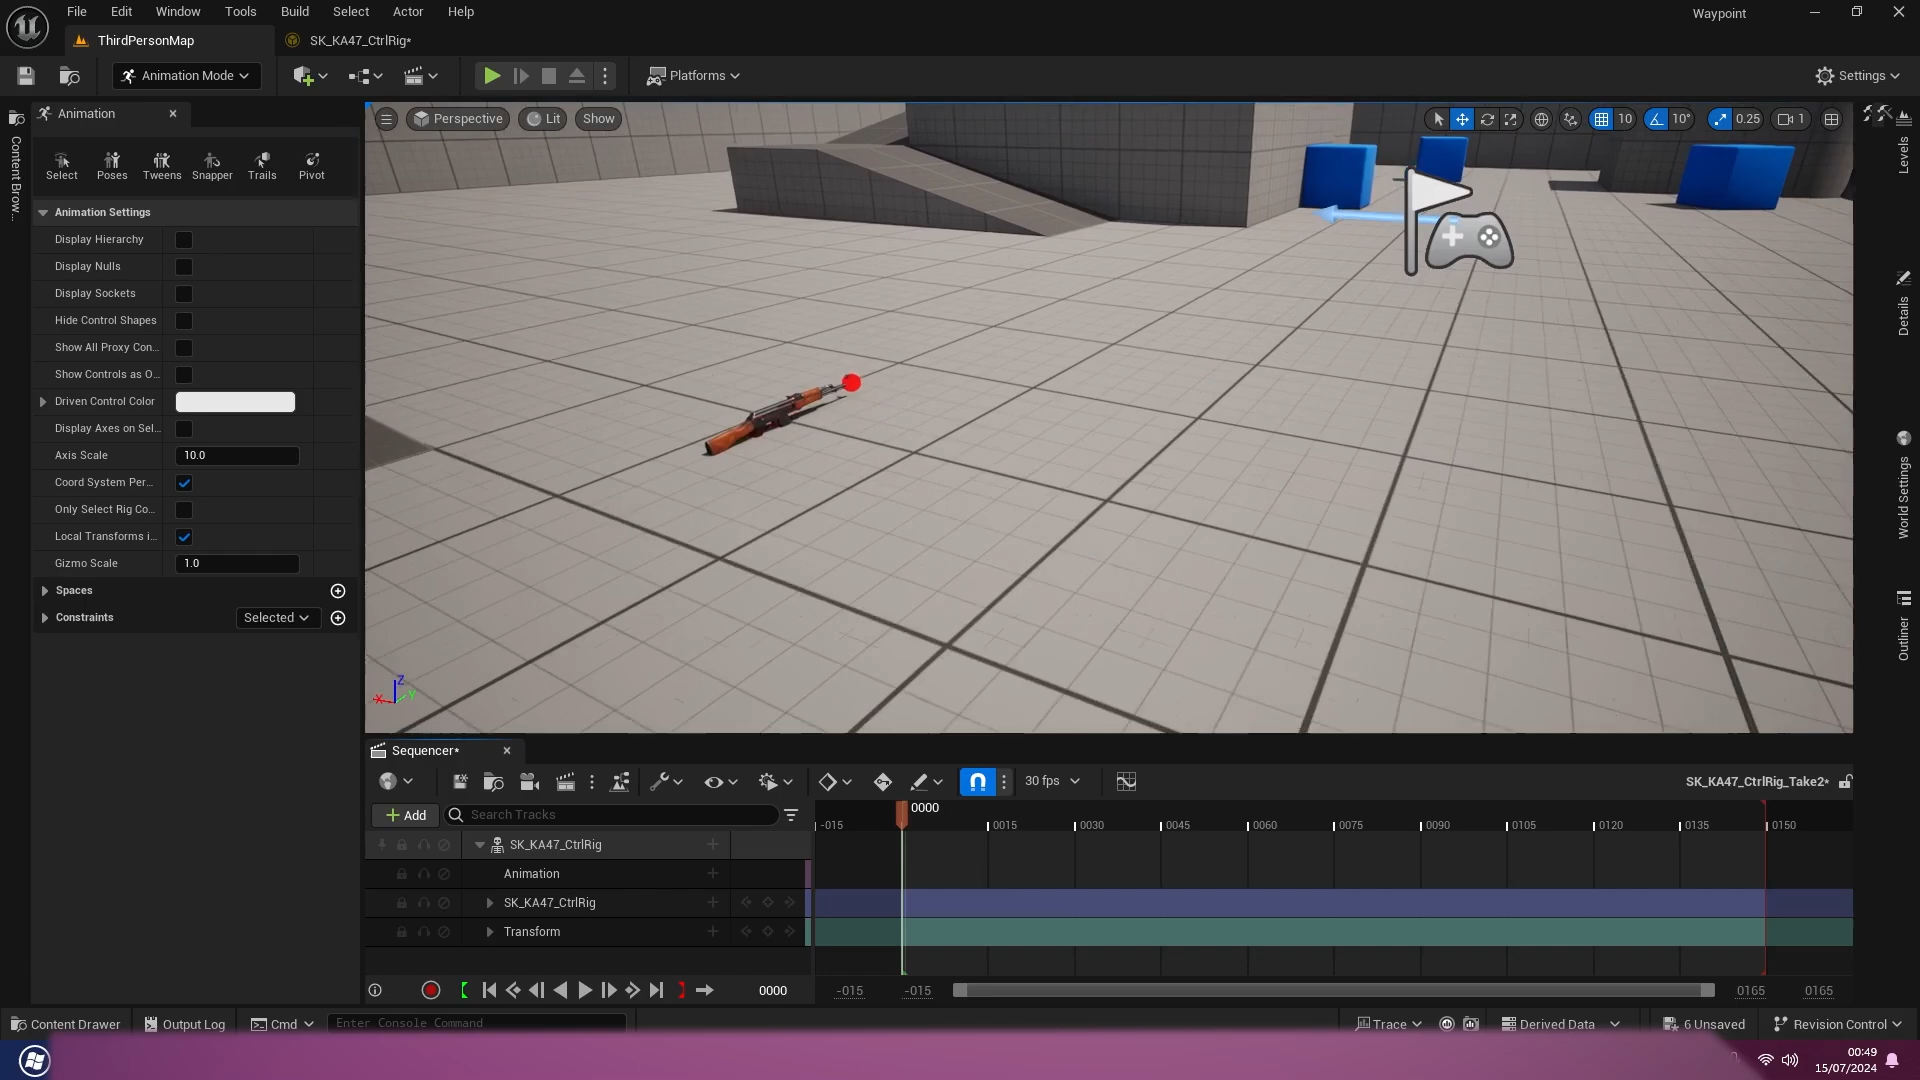 File Edit Window Tools Build Select Actor Help
Waypoint
ThirdPersonMap
SK_KA47_CtrlRig*
Animation Mode
Platforms
Settings
Animation
Perspective
Lit
Show
10
10°
0.25
1
Content Brow...
Levels
Select
Poses
Tweens
Snapper
Trails
Pivot
Animation Settings
Display Hierarchy
Display Nulls
Display Sockets
Hide Control Shapes
Show All Proxy Con...
Show Controls as O...
Driven Control Color
Display Axes on Sel...
Axis Scale
10.0
Coord System Per...
Only Select Rig Co...
Local Transforms i...
Gizmo Scale
1.0
Spaces
Constraints
Selected
Details
World Settings
Outliner
Z
X
Y
Sequencer*
30 fps
SK_KA47_CtrlRig_Take2*
Add
Search Tracks
0000
-015
0015
0030
0045
0060
0075
0090
0105
0120
0135
0150
SK_KA47_CtrlRig
Animation
SK_KA47_CtrlRig
Transform
0000
-015
-015
0165
0165
Content Drawer
Output Log
Cmd
Enter Console Command
Trace
Derived Data
6 Unsaved
Revision Control
00:49
15/07/2024